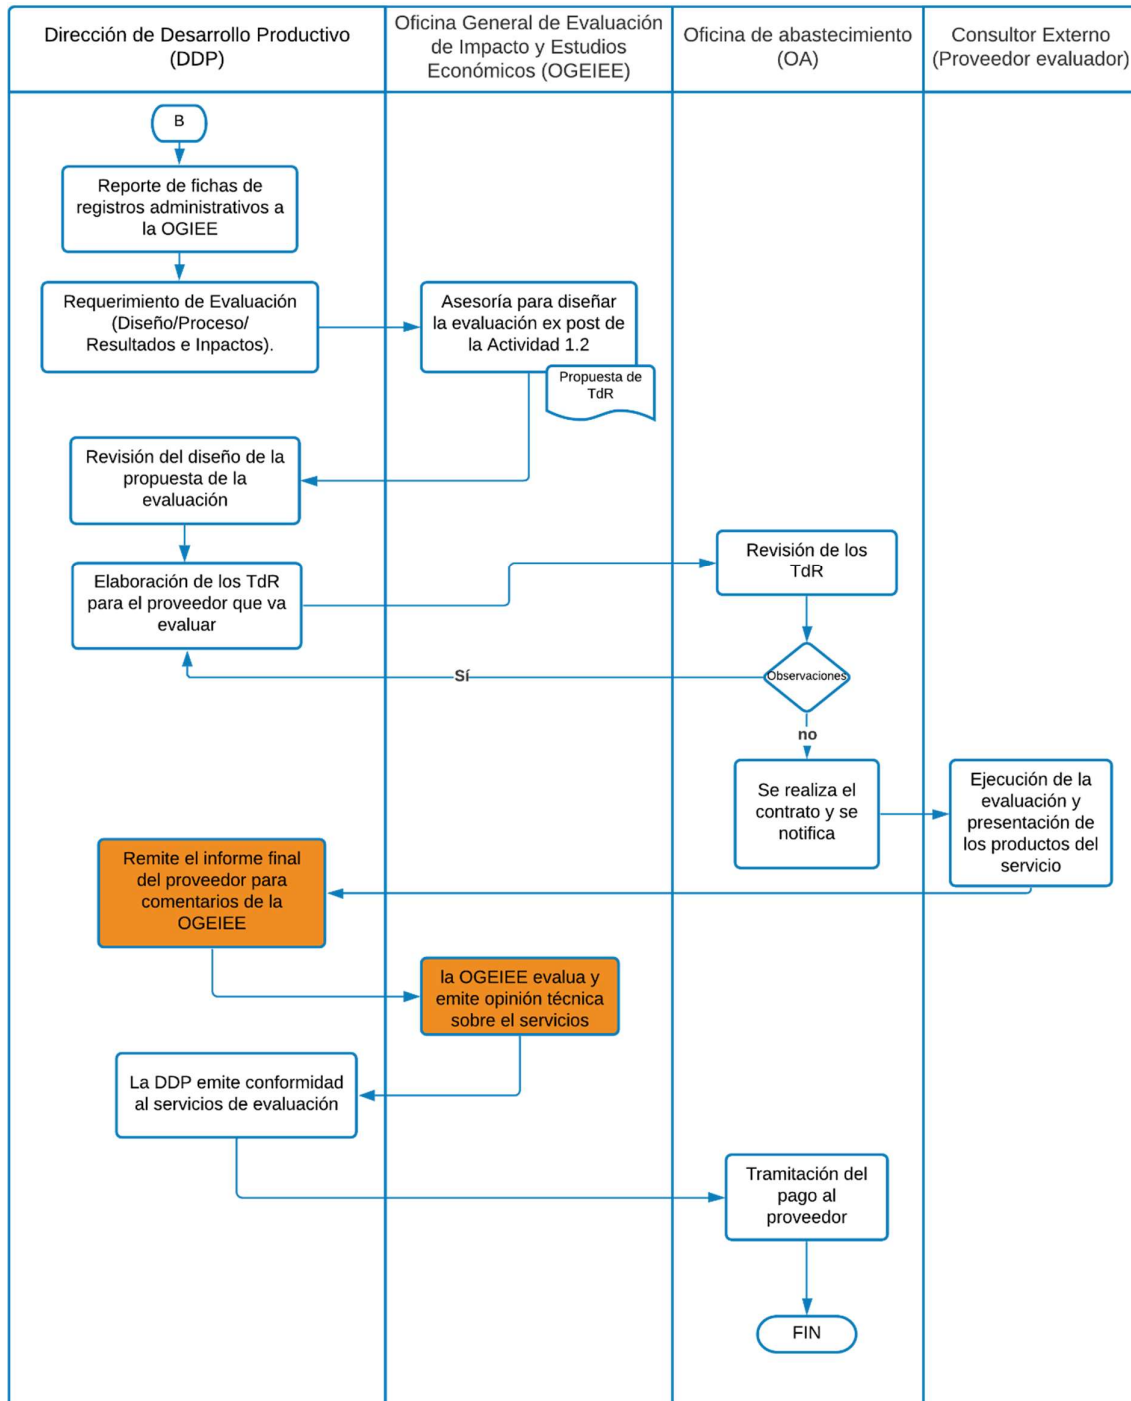 Dirección de Desarrollo Productivo
(DDP)
Oficina General de Evaluación
de Impacto y Estudios
Económicos (OGEIEE)
Oficina de abastecimiento
(OA)
Consultor Externo
(Proveedor evaluador)
B
Reporte de fichas de
registros administrativos a
la OGIEE
Requerimiento de Evaluación
(Diseño/Proceso/
Resultados e Inpactos).
Asesoría para diseñar
la evaluación ex post de
la Actividad 1.2
Propuesta de
TdR
Revisión del diseño de la
propuesta de la
evaluación
Elaboración de los TdR
para el proveedor que va
evaluar
Revisión de los
TdR
Observaciones
Sí
no
Se realiza el
contrato y se
notifica
Ejecución de la
evaluación y
presentación de
los productos del
servicio
Remite el informe final
del proveedor para
comentarios de la
OGEIEE
la OGEIEE evalua y
emite opinión técnica
sobre el servicios
La DDP emite conformidad
al servicios de evaluación
Tramitación del
pago al
proveedor
FIN